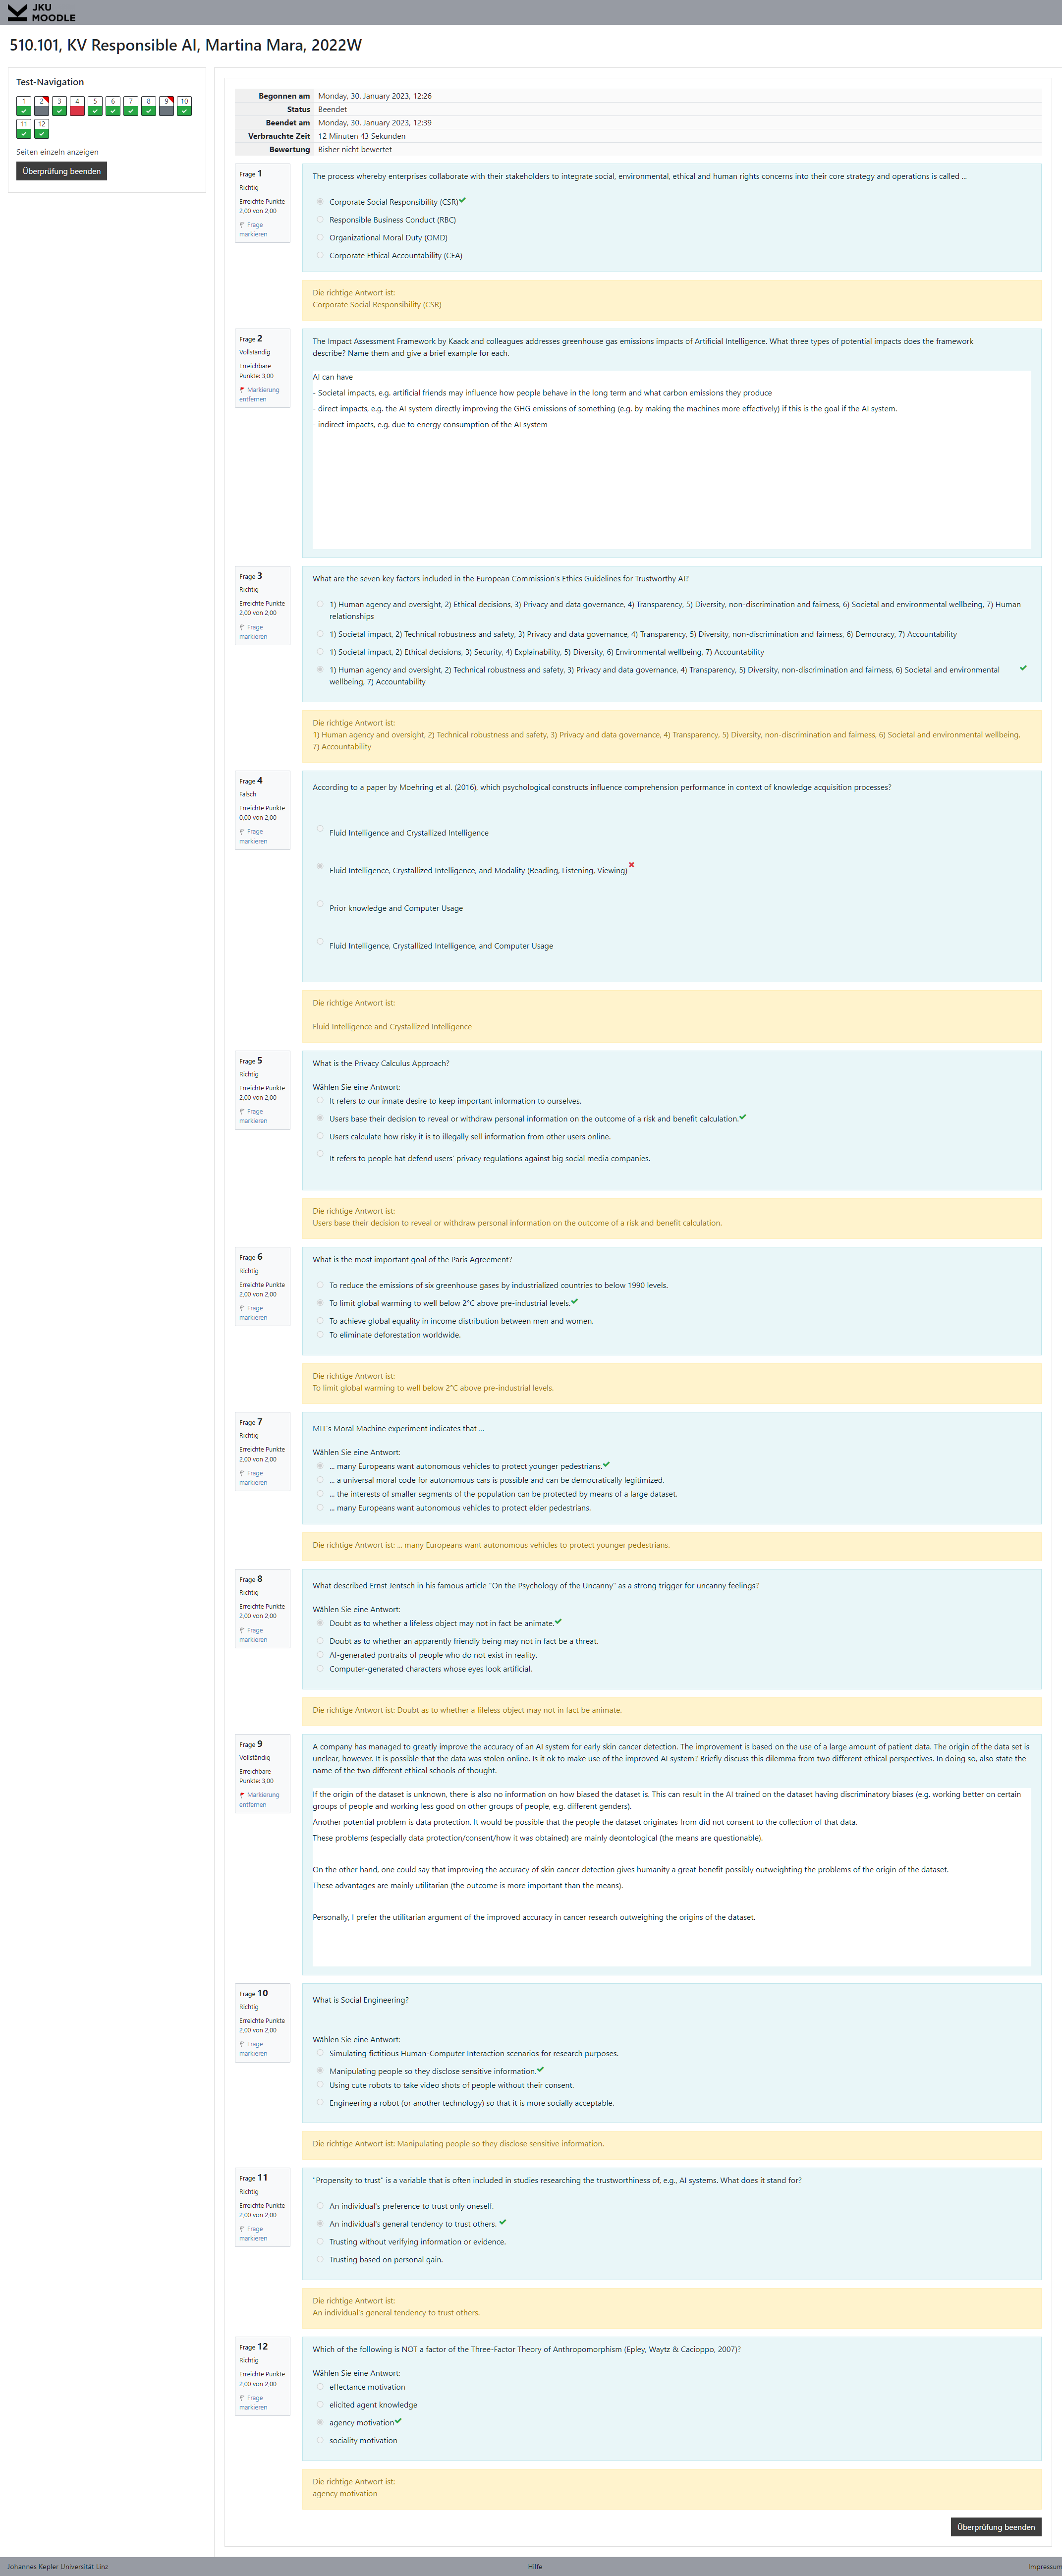 JKU
MOODLE
510.101, KV Responsible AI, Martina Mara, 2022W
Test-Navigation
1 2 3 4 5 6 7 8 9 10
11 12
Seiten einzeln anzeigen
Überprüfung beenden
Begonnen am Monday, 30. January 2023, 12:26
Status Beendet
Beendet am Monday, 30. January 2023, 12:39
Verbrauchte Zeit 12 Minuten 43 Sekunden
Bewertung Bisher nicht bewertet
Frage 1
Richtig
Erreichte Punkte
2,00 von 2,00
Frage
markieren
The process whereby enterprises collaborate with their stakeholders to integrate social, environmental, ethical and human rights concerns into their core strategy and operations is called ...
Corporate Social Responsibility (CSR)
Responsible Business Conduct (RBC)
Organizational Moral Duty (OMD)
Corporate Ethical Accountability (CEA)
Die richtige Antwort ist:
Corporate Social Responsibility (CSR)
Frage 2
Vollständig
Erreichbare
Punkte: 3,00
Markierung
entfernen
The Impact Assessment Framework by Kaack and colleagues addresses greenhouse gas emissions impacts of Artificial Intelligence. What three types of potential impacts does the framework
describe? Name them and give a brief example for each.
AI can have
- Societal impacts, e.g. artificial friends may influence how people behave in the long term and what carbon emissions they produce
- direct impacts, e.g. the AI system directly improving the GHG emissions of something (e.g. by making the machines more effectively) if this is the goal if the AI system.
- indirect impacts, e.g. due to energy consumption of the AI system
Frage 3
Richtig
Erreichte Punkte
2,00 von 2,00
Frage
markieren
What are the seven key factors included in the European Commission's Ethics Guidelines for Trustworthy AI?
1) Human agency and oversight, 2) Ethical decisions, 3) Privacy and data governance, 4) Transparency, 5) Diversity, non-discrimination and fairness, 6) Societal and environmental wellbeing, 7) Human
relationships
1) Societal impact, 2) Technical robustness and safety, 3) Privacy and data governance, 4) Transparency, 5) Diversity, non-discrimination and fairness, 6) Democracy, 7) Accountability
1) Societal impact, 2) Ethical decisions, 3) Security, 4) Explainability, 5) Diversity, 6) Environmental wellbeing, 7) Accountability
1) Human agency and oversight, 2) Technical robustness and safety, 3) Privacy and data governance, 4) Transparency, 5) Diversity, non-discrimination and fairness, 6) Societal and environmental
wellbeing, 7) Accountability
Die richtige Antwort ist:
1) Human agency and oversight, 2) Technical robustness and safety, 3) Privacy and data governance, 4) Transparency, 5) Diversity, non-discrimination and fairness, 6) Societal and environmental wellbeing,
7) Accountability
Frage 4
Falsch
Erreichte Punkte
0,00 von 2,00
Frage
markieren
According to a paper by Moehring et al. (2016), which psychological constructs influence comprehension performance in context of knowledge acquisition processes?
Fluid Intelligence and Crystallized Intelligence
Fluid Intelligence, Crystallized Intelligence, and Modality (Reading, Listening, Viewing)
Prior knowledge and Computer Usage
Fluid Intelligence, Crystallized Intelligence, and Computer Usage
Die richtige Antwort ist:
Fluid Intelligence and Crystallized Intelligence
Frage 5
Richtig
Erreichte Punkte
2,00 von 2,00
Frage
markieren
What is the Privacy Calculus Approach?
Wählen Sie eine Antwort:
It refers to our innate desire to keep important information to ourselves.
Users base their decision to reveal or withdraw personal information on the outcome of a risk and benefit calculation.
Users calculate how risky it is to illegally sell information from other users online.
It refers to people hat defend users' privacy regulations against big social media companies.
Die richtige Antwort ist:
Users base their decision to reveal or withdraw personal information on the outcome of a risk and benefit calculation.
Frage 6
Richtig
Erreichte Punkte
2,00 von 2,00
Frage
markieren
What is the most important goal of the Paris Agreement?
To reduce the emissions of six greenhouse gases by industrialized countries to below 1990 levels.
To limit global warming to well below 2°C above pre-industrial levels.
To achieve global equality in income distribution between men and women.
To eliminate deforestation worldwide.
Die richtige Antwort ist:
To limit global warming to well below 2°C above pre-industrial levels.
Frage 7
Richtig
Erreichte Punkte
2,00 von 2,00
Frage
markieren
MIT's Moral Machine experiment indicates that ...
Wählen Sie eine Antwort:
... many Europeans want autonomous vehicles to protect younger pedestrians.
... a universal moral code for autonomous cars is possible and can be democratically legitimized.
... the interests of smaller segments of the population can be protected by means of a large dataset.
... many Europeans want autonomous vehicles to protect elder pedestrians.
Die richtige Antwort ist: ... many Europeans want autonomous vehicles to protect younger pedestrians.
Frage 8
Richtig
Erreichte Punkte
2,00 von 2,00
Frage
markieren
What described Ernst Jentsch in his famous article "On the Psychology of the Uncanny" as a strong trigger for uncanny feelings?
Wählen Sie eine Antwort:
Doubt as to whether a lifeless object may not in fact be animate.
Doubt as to whether an apparently friendly being may not in fact be a threat.
AI-generated portraits of people who do not exist in reality.
Computer-generated characters whose eyes look artificial.
Die richtige Antwort ist: Doubt as to whether a lifeless object may not in fact be animate.
Frage 9
Vollständig
Erreichbare
Punkte: 3,00
Markierung
entfernen
A company has managed to greatly improve the accuracy of an AI system for early skin cancer detection. The improvement is based on the use of a large amount of patient data. The origin of the data set is
unclear, however. It is possible that the data was stolen online. Is it ok to make use of the improved AI system? Briefly discuss this dilemma from two different ethical perspectives. In doing so, also state the
name of the two different ethical schools of thought.
If the origin of the dataset is unknown, there is also no information on how biased the dataset is. This can result in the AI trained on the dataset having discriminatory biases (e.g. working better on certain
groups of people and working less good on other groups of people, e.g. different genders).
Another potential problem is data protection. It would be possible that the people the dataset originates from did not consent to the collection of that data.
These problems (especially data protection/consent/how it was obtained) are mainly deontological (the means are questionable).
On the other hand, one could say that improving the accuracy of skin cancer detection gives humanity a great benefit possibly outweighting the problems of the origin of the dataset.
These advantages are mainly utilitarian (the outcome is more important than the means).
Personally, I prefer the utilitarian argument of the improved accuracy in cancer research outweighing the origins of the dataset.
Frage 10
Richtig
Erreichte Punkte
2,00 von 2,00
Frage
markieren
What is Social Engineering?
Wählen Sie eine Antwort:
Simulating fictitious Human-Computer Interaction scenarios for research purposes.
Manipulating people so they disclose sensitive information.
Using cute robots to take video shots of people without their consent.
Engineering a robot (or another technology) so that it is more socially acceptable.
Die richtige Antwort ist: Manipulating people so they disclose sensitive information.
Frage 11
Richtig
Erreichte Punkte
2,00 von 2,00
Frage
markieren
"Propensity to trust" is a variable that is often included in studies researching the trustworthiness of, e.g., AI systems. What does it stand for?
An individual's preference to trust only oneself.
An individual's general tendency to trust others.
Trusting without verifying information or evidence.
Trusting based on personal gain.
Die richtige Antwort ist:
An individual's general tendency to trust others.
Frage 12
Richtig
Erreichte Punkte
2,00 von 2,00
Frage
markieren
Which of the following is NOT a factor of the Three-Factor Theory of Anthropomorphism (Epley, Waytz & Cacioppo, 2007)?
Wählen Sie eine Antwort:
effectance motivation
elicited agent knowledge
agency motivation
sociality motivation
Die richtige Antwort ist:
agency motivation
Überprüfung beenden
Johannes Kepler Universität Linz Hilfe Impressum